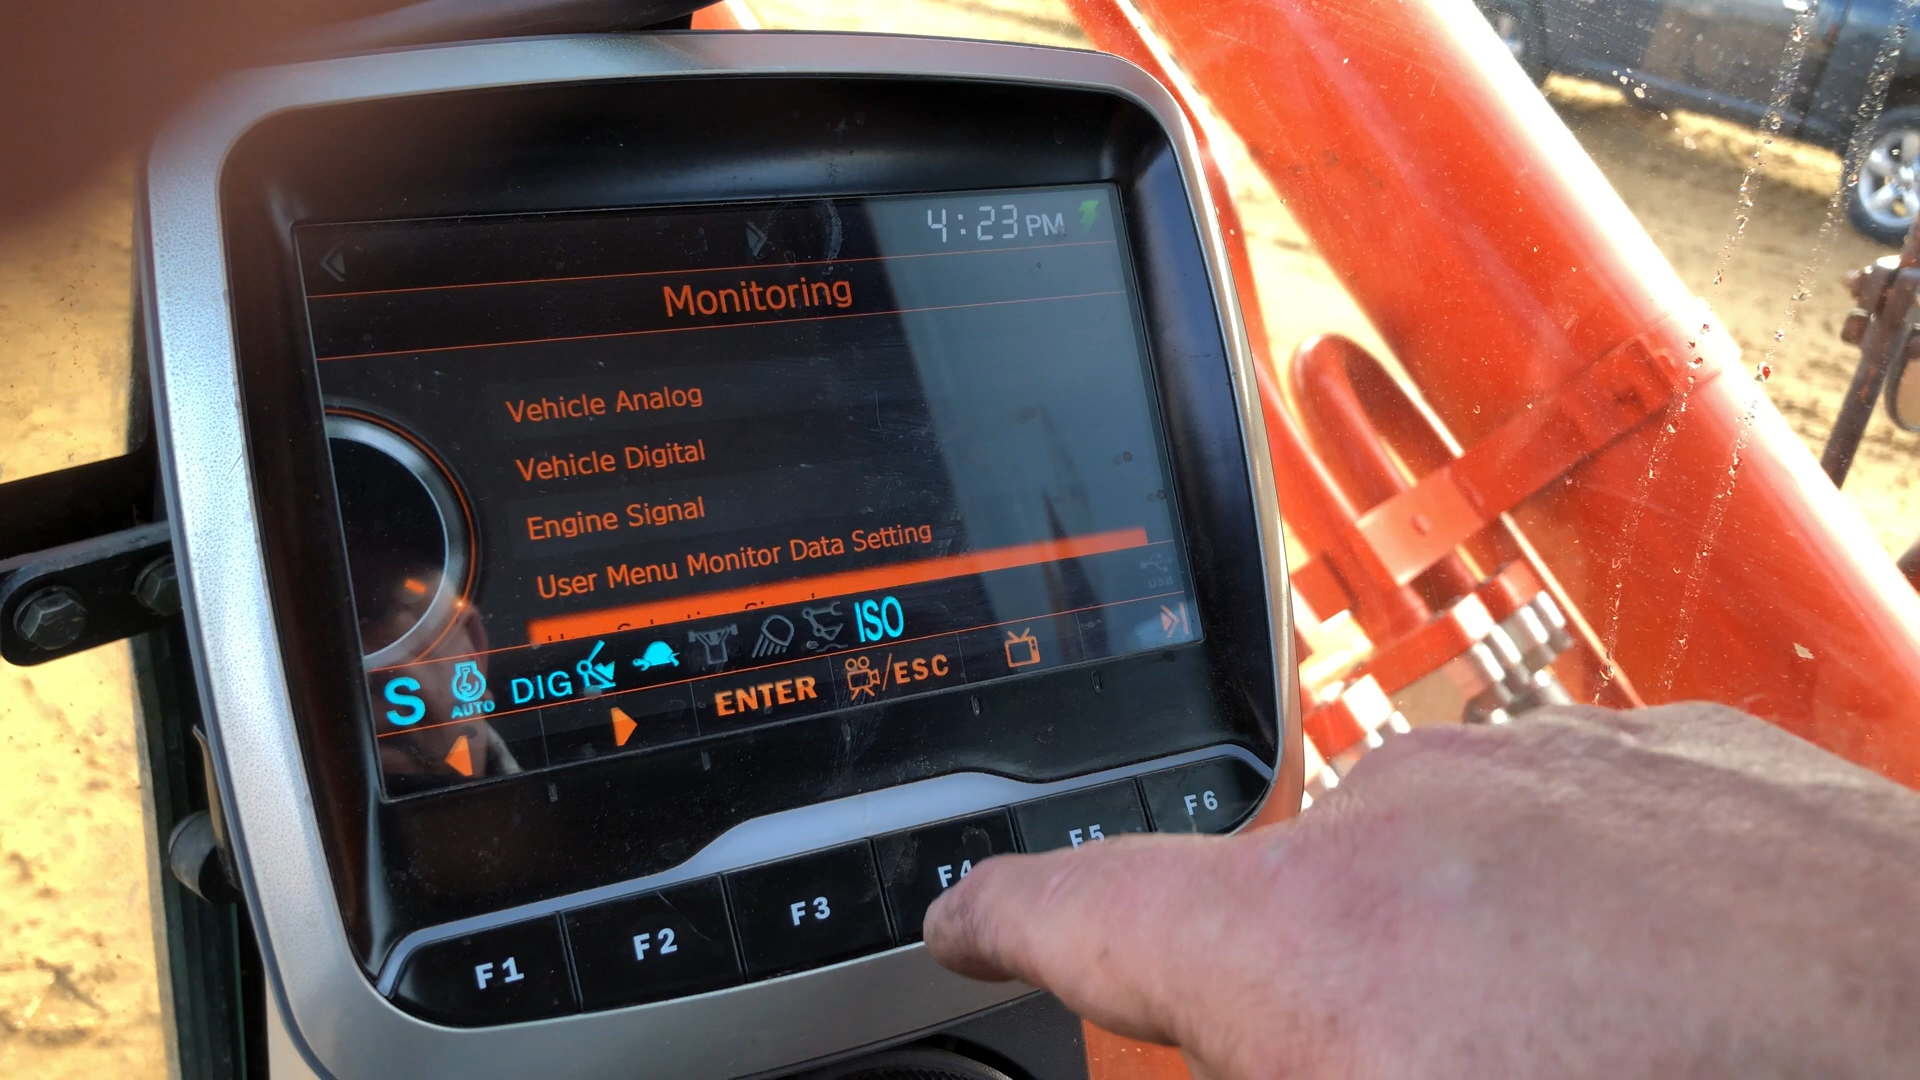 4:23 PM
Monitoring
Vehicle Analog
Vehicle Digital
Engine Signal
User Menu Monitor Data Setting
USB
S AUTO DIG ISO
ENTER /ESC
F1 F2 F3 F4 F5 F6